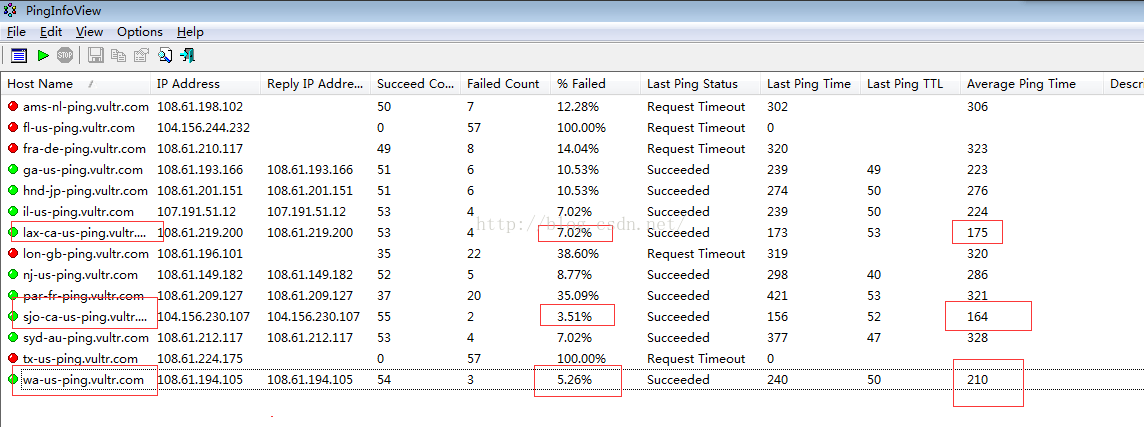 PingInfoView
File Edit View Options Help
Host Name / IP Address Reply IP Addre... Succeed Co... Failed Count % Failed Last Ping Status Last Ping Time Last Ping TTL Average Ping Time Descri
ams-nl-ping.vultr.com 108.61.198.102 50 7 12.28% Request Timeout 302 306
fl-us-ping.vultr.com 104.156.244.232 0 57 100.00% Request Timeout 0
fra-de-ping.vultr.com 108.61.210.117 49 8 14.04% Request Timeout 320 323
ga-us-ping.vultr.com 108.61.193.166 108.61.193.166 51 6 10.53% Succeeded 239 49 223
hnd-jp-ping.vultr.com 108.61.201.151 108.61.201.151 51 6 10.53% Succeeded 274 50 276
il-us-ping.vultr.com 107.191.51.12 107.191.51.12 53 4 7.02% Succeeded 239 50 224
http://blog.csdn.net/
lax-ca-us-ping.vultr.... 108.61.219.200 108.61.219.200 53 4 7.02% Succeeded 173 53 175
lon-gb-ping.vultr.com 108.61.196.101 35 22 38.60% Request Timeout 319 320
nj-us-ping.vultr.com 108.61.149.182 108.61.149.182 52 5 8.77% Succeeded 298 40 286
par-fr-ping.vultr.com 108.61.209.127 108.61.209.127 37 20 35.09% Succeeded 421 53 321
sjo-ca-us-ping.vultr.... 104.156.230.107 104.156.230.107 55 2 3.51% Succeeded 156 52 164
syd-au-ping.vultr.com 108.61.212.117 108.61.212.117 53 4 7.02% Succeeded 377 47 328
tx-us-ping.vultr.com 108.61.224.175 0 57 100.00% Request Timeout 0
wa-us-ping.vultr.com 108.61.194.105 108.61.194.105 54 3 5.26% Succeeded 240 50 210